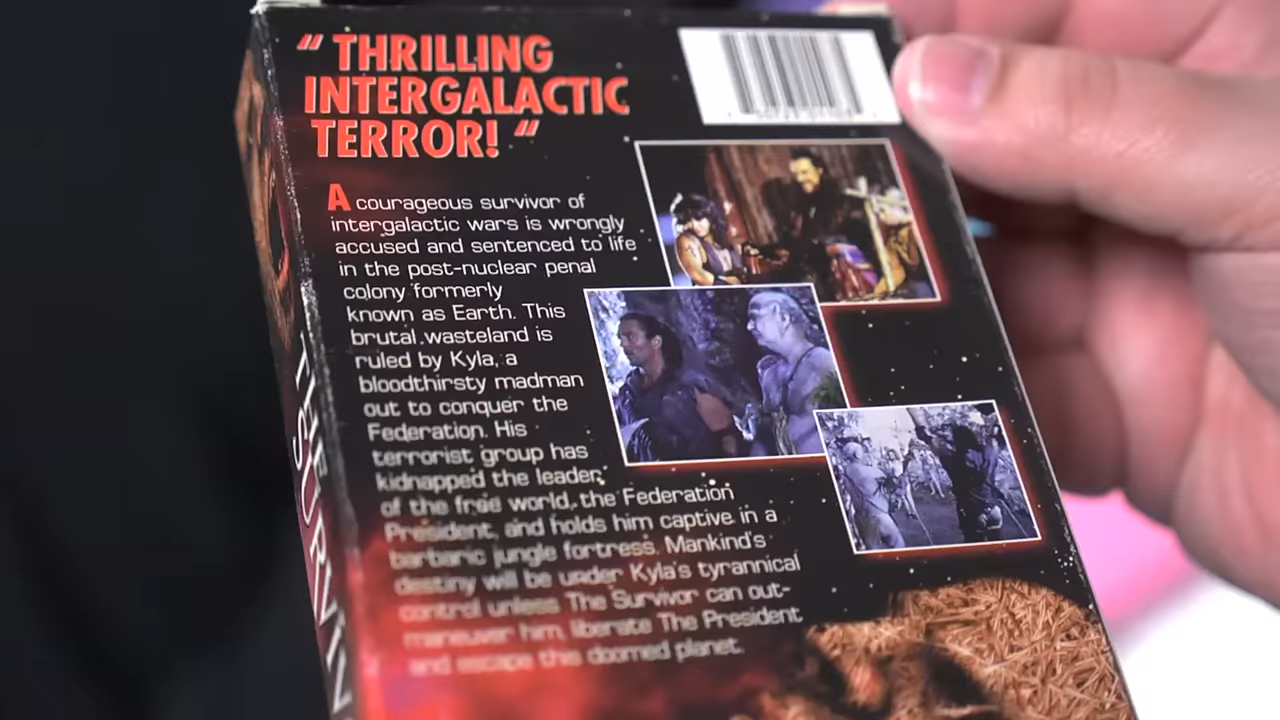 “ THRILLING
INTERGALACTIC
TERROR! “
A courageous survivor of
intergalactic wars is wrongly
accused and sentenced to life
in the post-nuclear penal
colony formerly
known as Earth. This
brutal wasteland is
ruled by Kyla, a
bloodthirsty madman
out to conquer the
Federation. His
terrorist group has
kidnapped the leader
of the free world, the Federation
President, and holds him captive in a
barbaric jungle fortress. Mankind's
destiny will be under Kyla's tyrannical
control unless The Survivor can out-
maneuver him, liberate The President
and escape this doomed planet.
THE
SURVIV